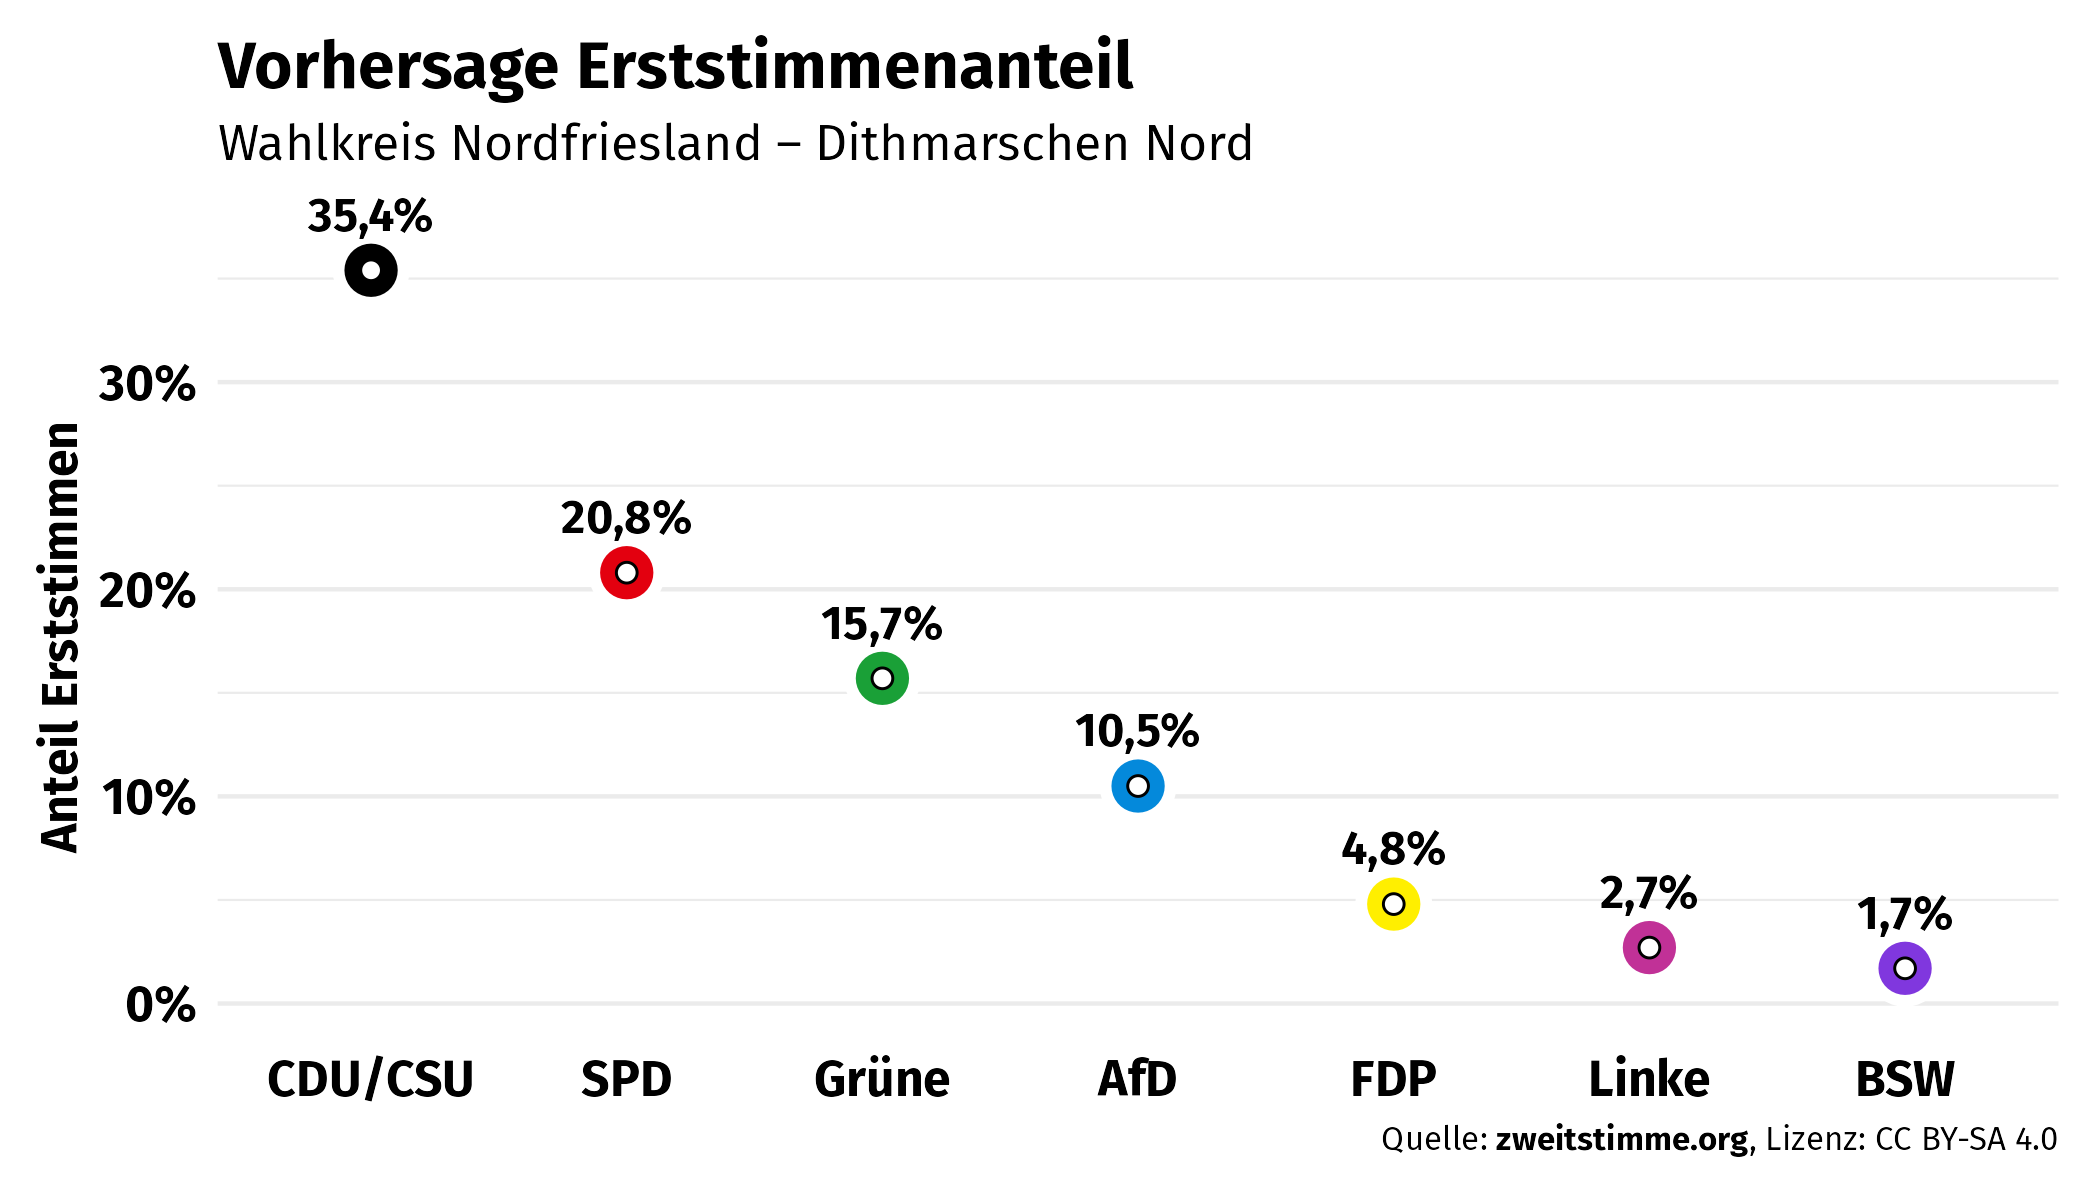 Vorhersage Erststimmenanteil
Wahlkreis Nordfriesland – Dithmarschen Nord
35,4%
30%
20,8%
20%
15,7%
10,5%
10%
4,8%
2,7%
1,7%
0%
Anteil Erststimmen
CDU/CSU SPD Grüne AfD FDP Linke BSW
Quelle: zweitstimme.org, Lizenz: CC BY-SA 4.0